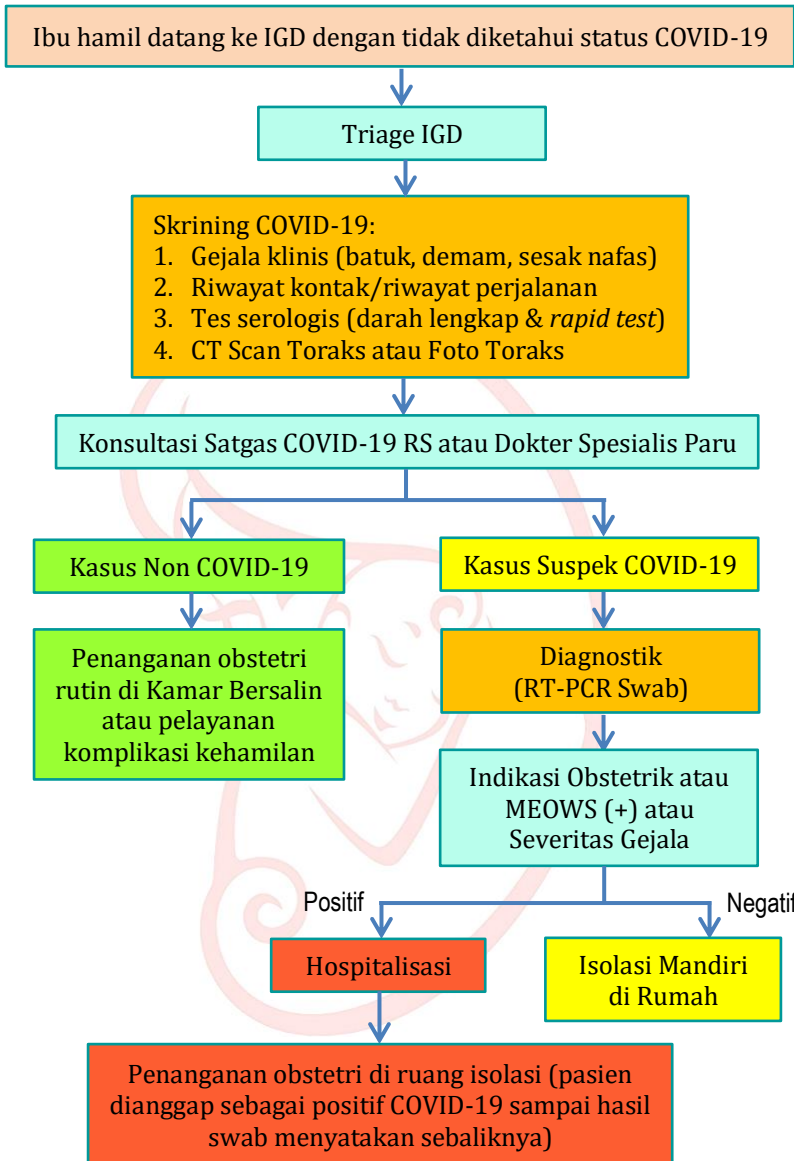 Ibu hamil datang ke IGD dengan tidak diketahui status COVID-19
Triage IGD
Skrining COVID-19:
1. Gejala klinis (batuk, demam, sesak nafas)
2. Riwayat kontak/riwayat perjalanan
3. Tes serologis (darah lengkap & rapid test)
4. CT Scan Toraks atau Foto Toraks
Konsultasi Satgas COVID-19 RS atau Dokter Spesialis Paru
Kasus Non COVID-19
Kasus Suspek COVID-19
Penanganan obstetri
rutin di Kamar Bersalin
atau pelayanan
komplikasi kehamilan
Diagnostik
(RT-PCR Swab)
Indikasi Obstetrik atau
MEOWS (+) atau
Severitas Gejala
Positif
Negatif
Hospitalisasi
Isolasi Mandiri
di Rumah
Penanganan obstetri di ruang isolasi (pasien
dianggap sebagai positif COVID-19 sampai hasil
swab menyatakan sebaliknya)